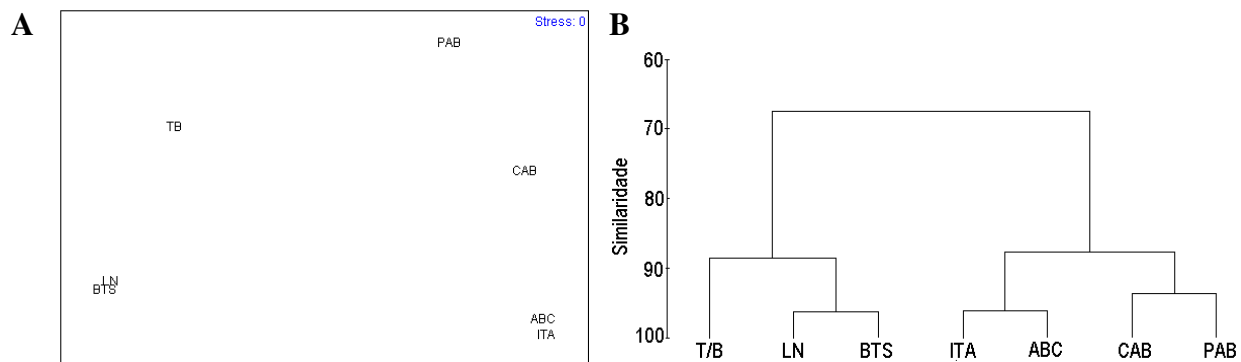 A
Stress: 0
PAB
TB
CAB
LN
BTS
ABC
ITA
B
Similaridade
60
70
80
90
100
T/B LN BTS ITA ABC CAB PAB